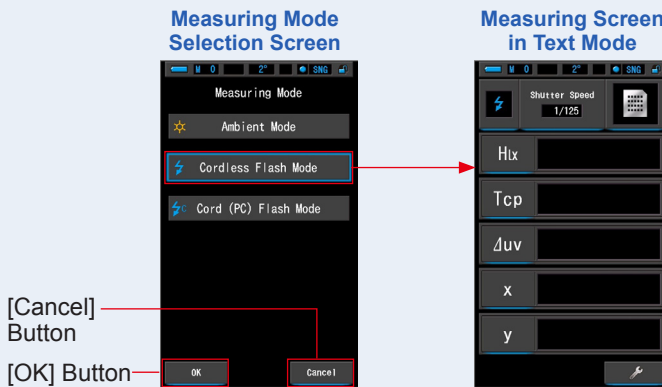 Measuring Mode
Selection Screen
M 0 2° SNG
Measuring Mode
Ambient Mode
Cordless Flash Mode
C Cord (PC) Flash Mode
OK
Cancel
[Cancel]
Button
[OK] Button
Measuring Screen
in Text Mode
M 0 2° SNG
Shutter Speed
1/125
Hlx
Tcp
⊿uv
x
y